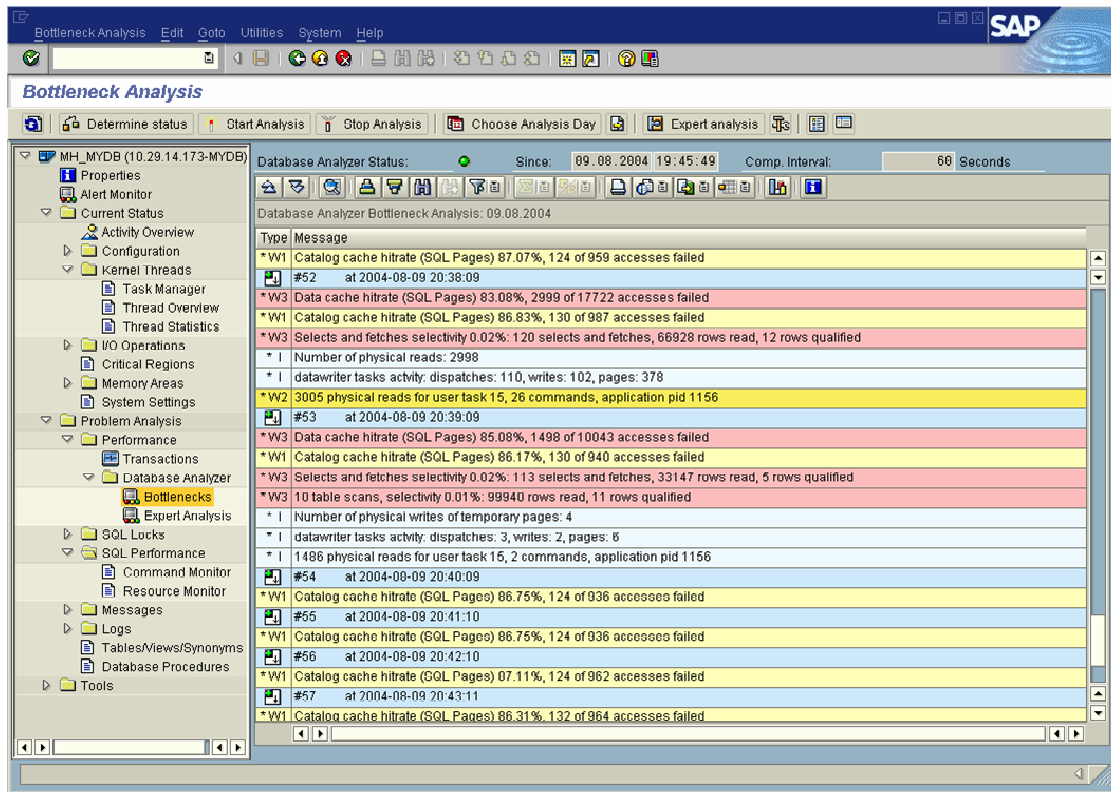 Bottleneck Analysis Edit Goto Utilities System Help
SAP
Bottleneck Analysis
Determine status Start Analysis Stop Analysis Choose Analysis Day Expert analysis
MH_MYDB (10.29.14.173-MYDB)
Properties
Alert Monitor
Current Status
Activity Overview
Configuration
Kernel Threads
Task Manager
Thread Overview
Thread Statistics
I/O Operations
Critical Regions
Memory Areas
System Settings
Problem Analysis
Performance
Transactions
Database Analyzer
Bottlenecks
Expert Analysis
SQL Locks
SQL Performance
Command Monitor
Resource Monitor
Messages
Logs
Tables/Views/Synonyms
Database Procedures
Tools
Database Analyzer Status: Since: 09.08.2004 19:45:49 Comp. Interval: 60 Seconds
Database Analyzer Bottleneck Analysis: 09.08.2004
Type Message
* W1 Catalog cache hitrate (SQL Pages) 87.07%, 124 of 959 accesses failed
#52 at 2004-08-09 20:38:09
* W3 Data cache hitrate (SQL Pages) 83.08%, 2999 of 17722 accesses failed
* W1 Catalog cache hitrate (SQL Pages) 86.83%, 130 of 987 accesses failed
* W3 Selects and fetches selectivity 0.02%: 120 selects and fetches, 66928 rows read, 12 rows qualified
* I Number of physical reads: 2998
* I datawriter tasks actvity: dispatches: 110, writes: 102, pages: 378
* W2 3005 physical reads for user task 15, 26 commands, application pid 1156
#53 at 2004-08-09 20:39:09
* W3 Data cache hitrate (SQL Pages) 85.08%, 1498 of 10043 accesses failed
* W1 Catalog cache hitrate (SQL Pages) 86.17%, 130 of 940 accesses failed
* W3 Selects and fetches selectivity 0.02%: 113 selects and fetches, 33147 rows read, 5 rows qualified
* W3 10 table scans, selectivity 0.01%: 99940 rows read, 11 rows qualified
* I Number of physical writes of temporary pages: 4
* I datawriter tasks actvity: dispatches: 3, writes: 2, pages: 6
* I 1486 physical reads for user task 15, 2 commands, application pid 1156
#54 at 2004-08-09 20:40:09
* W1 Catalog cache hitrate (SQL Pages) 86.75%, 124 of 936 accesses failed
#55 at 2004-08-09 20:41:10
* W1 Catalog cache hitrate (SQL Pages) 86.75%, 124 of 936 accesses failed
#56 at 2004-08-09 20:42:10
* W1 Catalog cache hitrate (SQL Pages) 07.11%, 124 of 962 accesses failed
#57 at 2004-08-09 20:43:11
* W1 Catalog cache hitrate (SQL Pages) 86.31%, 132 of 964 accesses failed